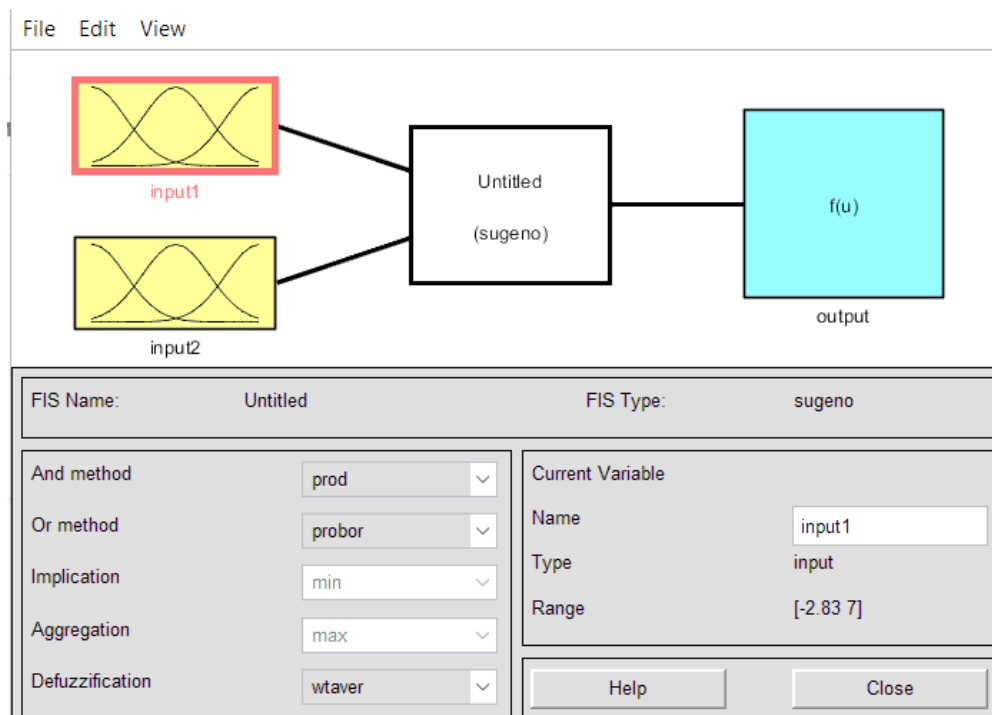 File Edit View
input1
Untitled
(sugeno)
f(u)
output
input2
FIS Name: Untitled FIS Type: sugeno
And method prod
Or method probor
Implication min
Aggregation max
Defuzzification wtaver
Current Variable
Name input1
Type input
Range [-2.83 7]
Help Close